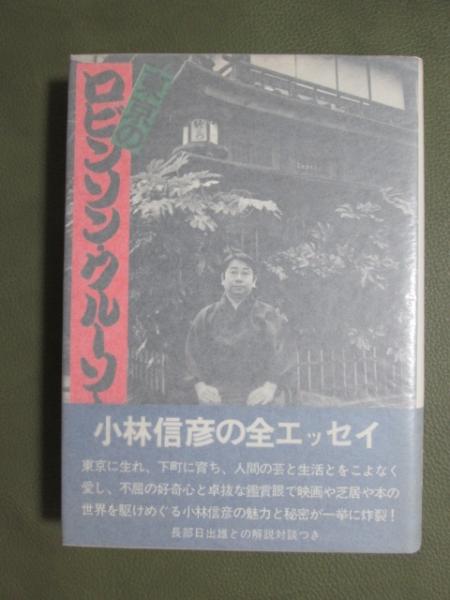 東京の
ロビンソン・クルーソー
小林信彦の全エッセイ
東京に生れ、下町に育ち、人間の芸と生活とをこよなく
愛し、不屈の好奇心と卓抜な鑑賞眼で映画や芝居や本の
世界を駆けめぐる小林信彦の魅力と秘密が一挙に炸裂!
長部日出雄との解説対談つき